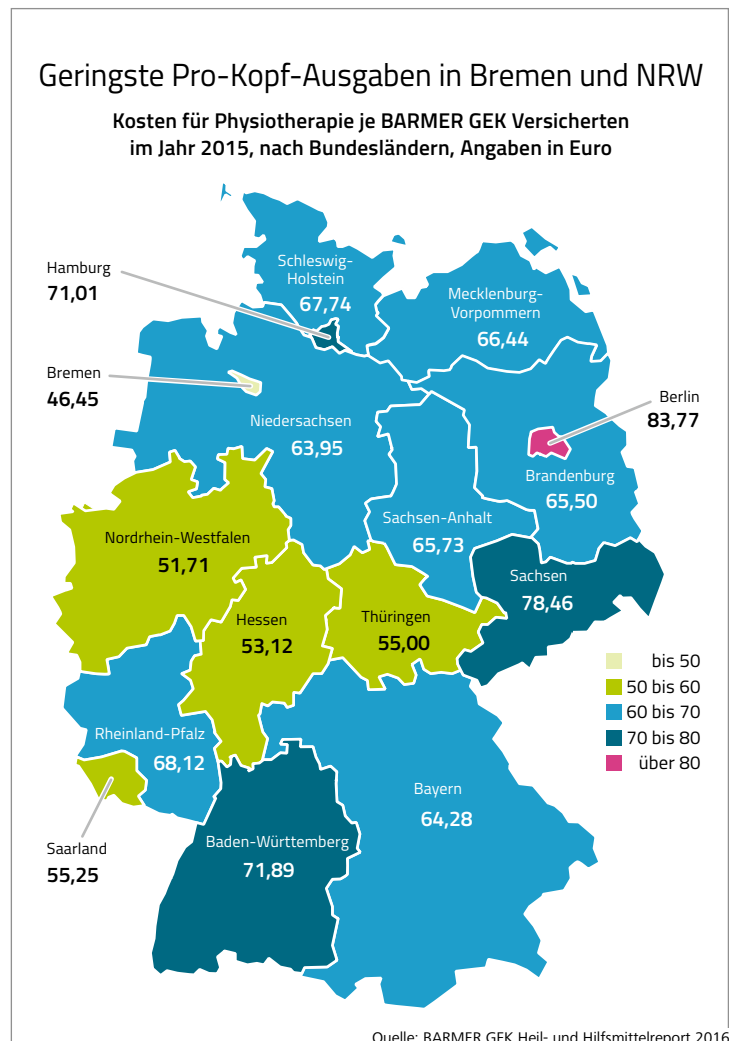 Geringste Pro-Kopf-Ausgaben in Bremen und NRW
Kosten für Physiotherapie je BARMER GEK Versicherten
im Jahr 2015, nach Bundesländern, Angaben in Euro
Hamburg
71,01
Schleswig-
Holstein
67,74
Mecklenburg-
Vorpommern
66,44
Bremen
46,45
Niedersachsen
63,95
Berlin
83,77
Brandenburg
65,50
Sachsen-Anhalt
65,73
Nordrhein-Westfalen
51,71
Sachsen
78,46
Hessen
53,12
Thüringen
55,00
bis 50
50 bis 60
60 bis 70
70 bis 80
über 80
Rheinland-Pfalz
68,12
Bayern
64,28
Saarland
55,25
Baden-Württemberg
71,89
Quelle: BARMER GEK Heil- und Hilfsmittelreport 2016